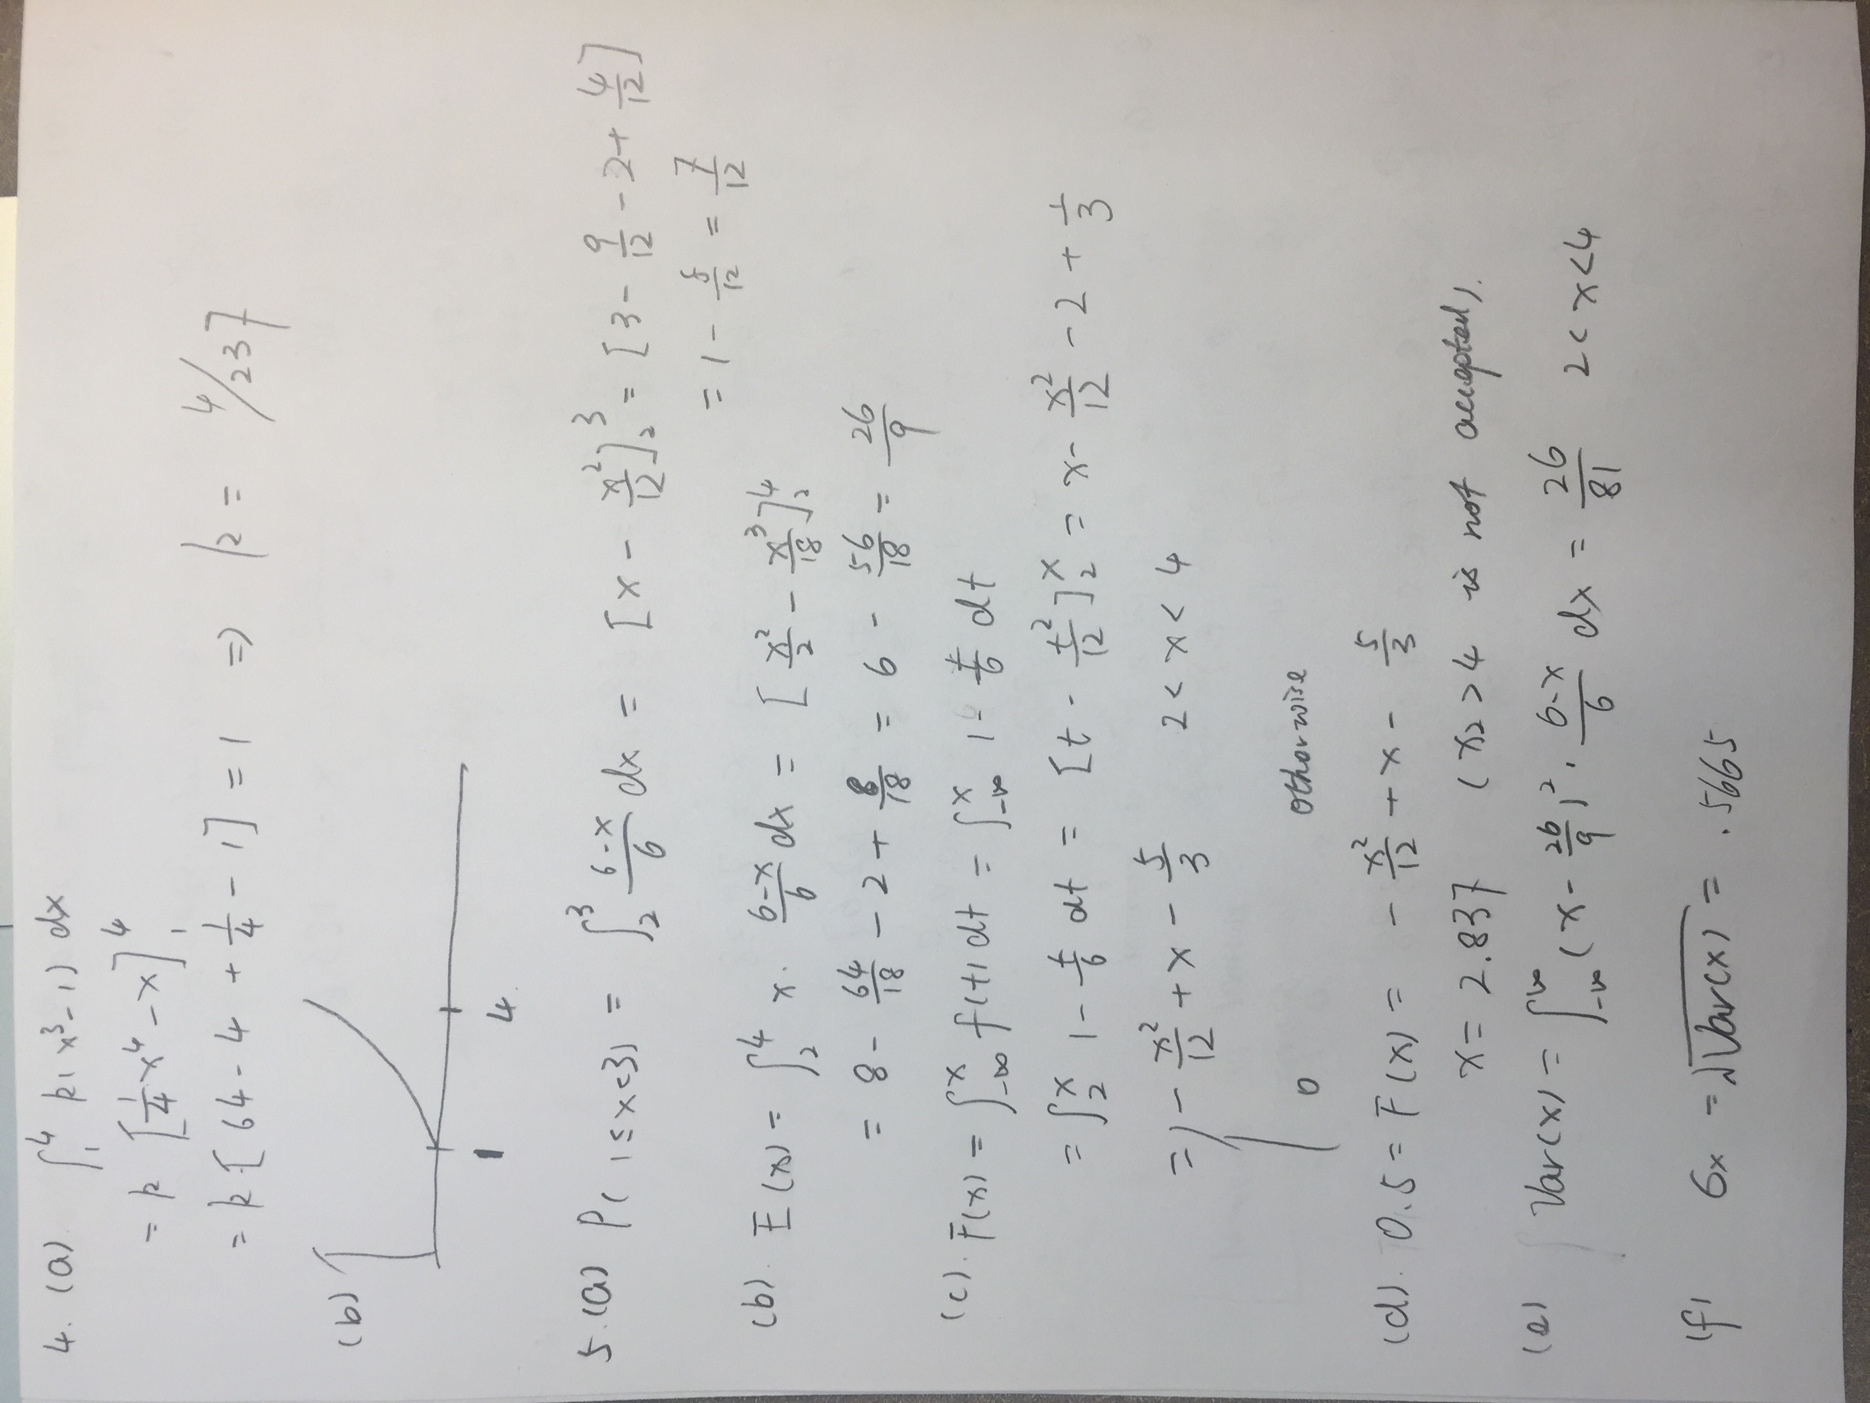 4. (a) ∫₁⁴ k(x³-1) dx
= k [¼x⁴ - x]₁⁴
= k[64 - 4 + ¼ - 1] = 1 ⇒ k = 4/237
(b)
1 4
5. (a) P(1≤x<3) = ∫₂³ (6-x)/6 dx = [x - x²/12]₂³ = [3 - 9/12 - 2 + 4/12]
= 1 - 5/12 = 7/12
(b). E(x) = ∫₂⁴ x · (6-x)/6 dx = [x²/2 - x³/18]₂⁴
= 8 - 64/18 - 2 + 8/18 = 6 - 56/18 = 26/9
(c). F(x) = ∫₋∞ˣ f(t) dt = ∫₋∞ˣ 1 - t/6 dt
= ∫₂ˣ 1 - t/6 dt = [t - t²/12]₂ˣ = x - x²/12 - 2 + 1/3
= { - x²/12 + x - 5/3 2<x<4
0 otherwise
(d). 0.5 = F(x) = - x²/12 + x - 5/3
x = 2.837 (x₂>4 is not accepted).
(e) Var(x) = ∫₋∞^∞ (x - 26/9)² · (6-x)/6 dx = 26/81 2<x<4
(f) σx = √Var(x) = .5665